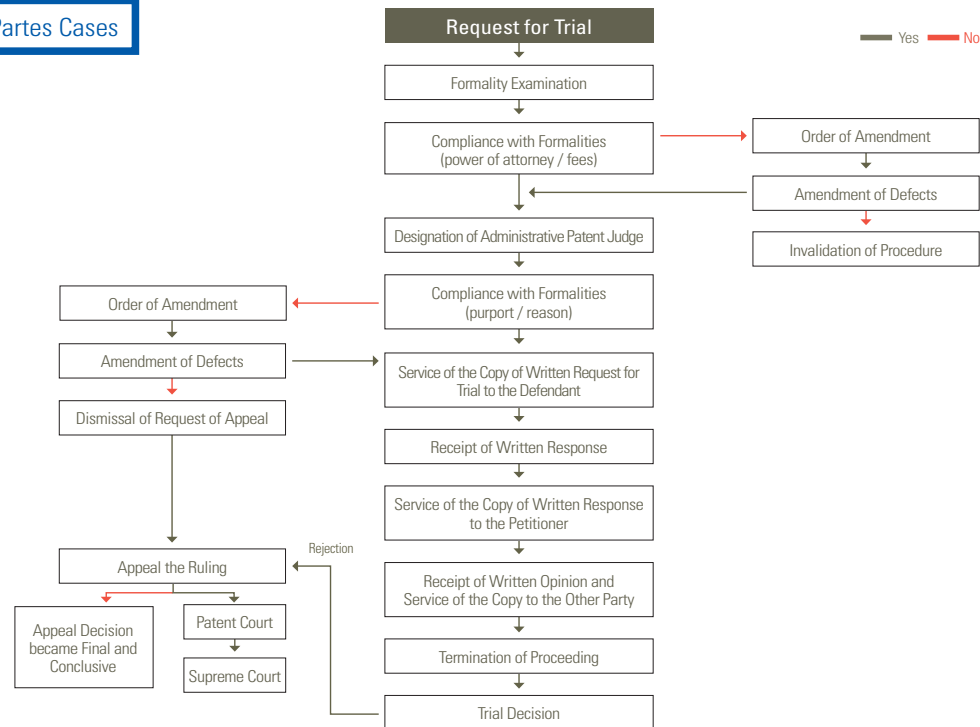 Partes Cases
Request for Trial
Yes
No
Formality Examination
Compliance with Formalities
(power of attorney / fees)
Order of Amendment
Amendment of Defects
Invalidation of Procedure
Designation of Administrative Patent Judge
Compliance with Formalities
(purport / reason)
Order of Amendment
Amendment of Defects
Dismissal of Request of Appeal
Service of the Copy of Written Request for
Trial to the Defendant
Receipt of Written Response
Service of the Copy of Written Response
to the Petitioner
Rejection
Appeal the Ruling
Receipt of Written Opinion and
Service of the Copy to the Other Party
Appeal Decision
became Final and
Conclusive
Patent Court
Supreme Court
Termination of Proceeding
Trial Decision